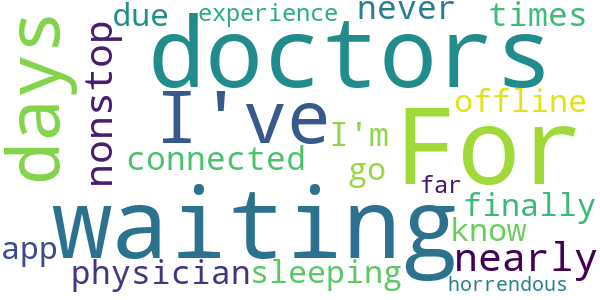 due experience never times
days nonstop doctors
I've I'm offline For
connected go far
waiting finally
know
app physician sleeping nearly
horrendous